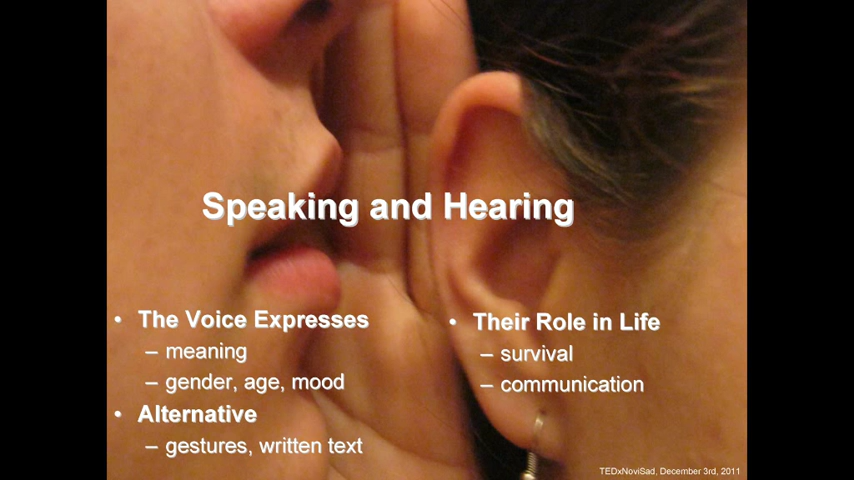 Speaking and Hearing
• The Voice Expresses
– meaning
– gender, age, mood
• Alternative
– gestures, written text
• Their Role in Life
– survival
– communication
TEDxNoviSad, December 3rd, 2011